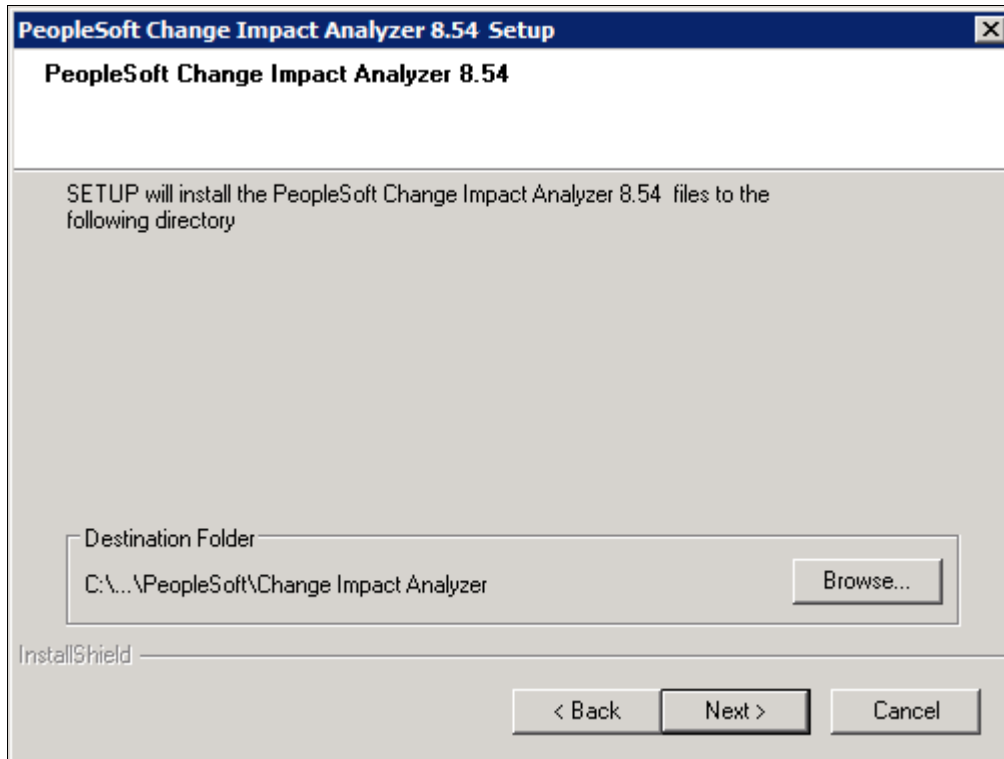 PeopleSoft Change Impact Analyzer 8.54 Setup
PeopleSoft Change Impact Analyzer 8.54
SETUP will install the PeopleSoft Change Impact Analyzer 8.54 files to the
following directory
Destination Folder
C:\...\PeopleSoft\Change Impact Analyzer
Browse...
InstallShield
< Back
Next >
Cancel